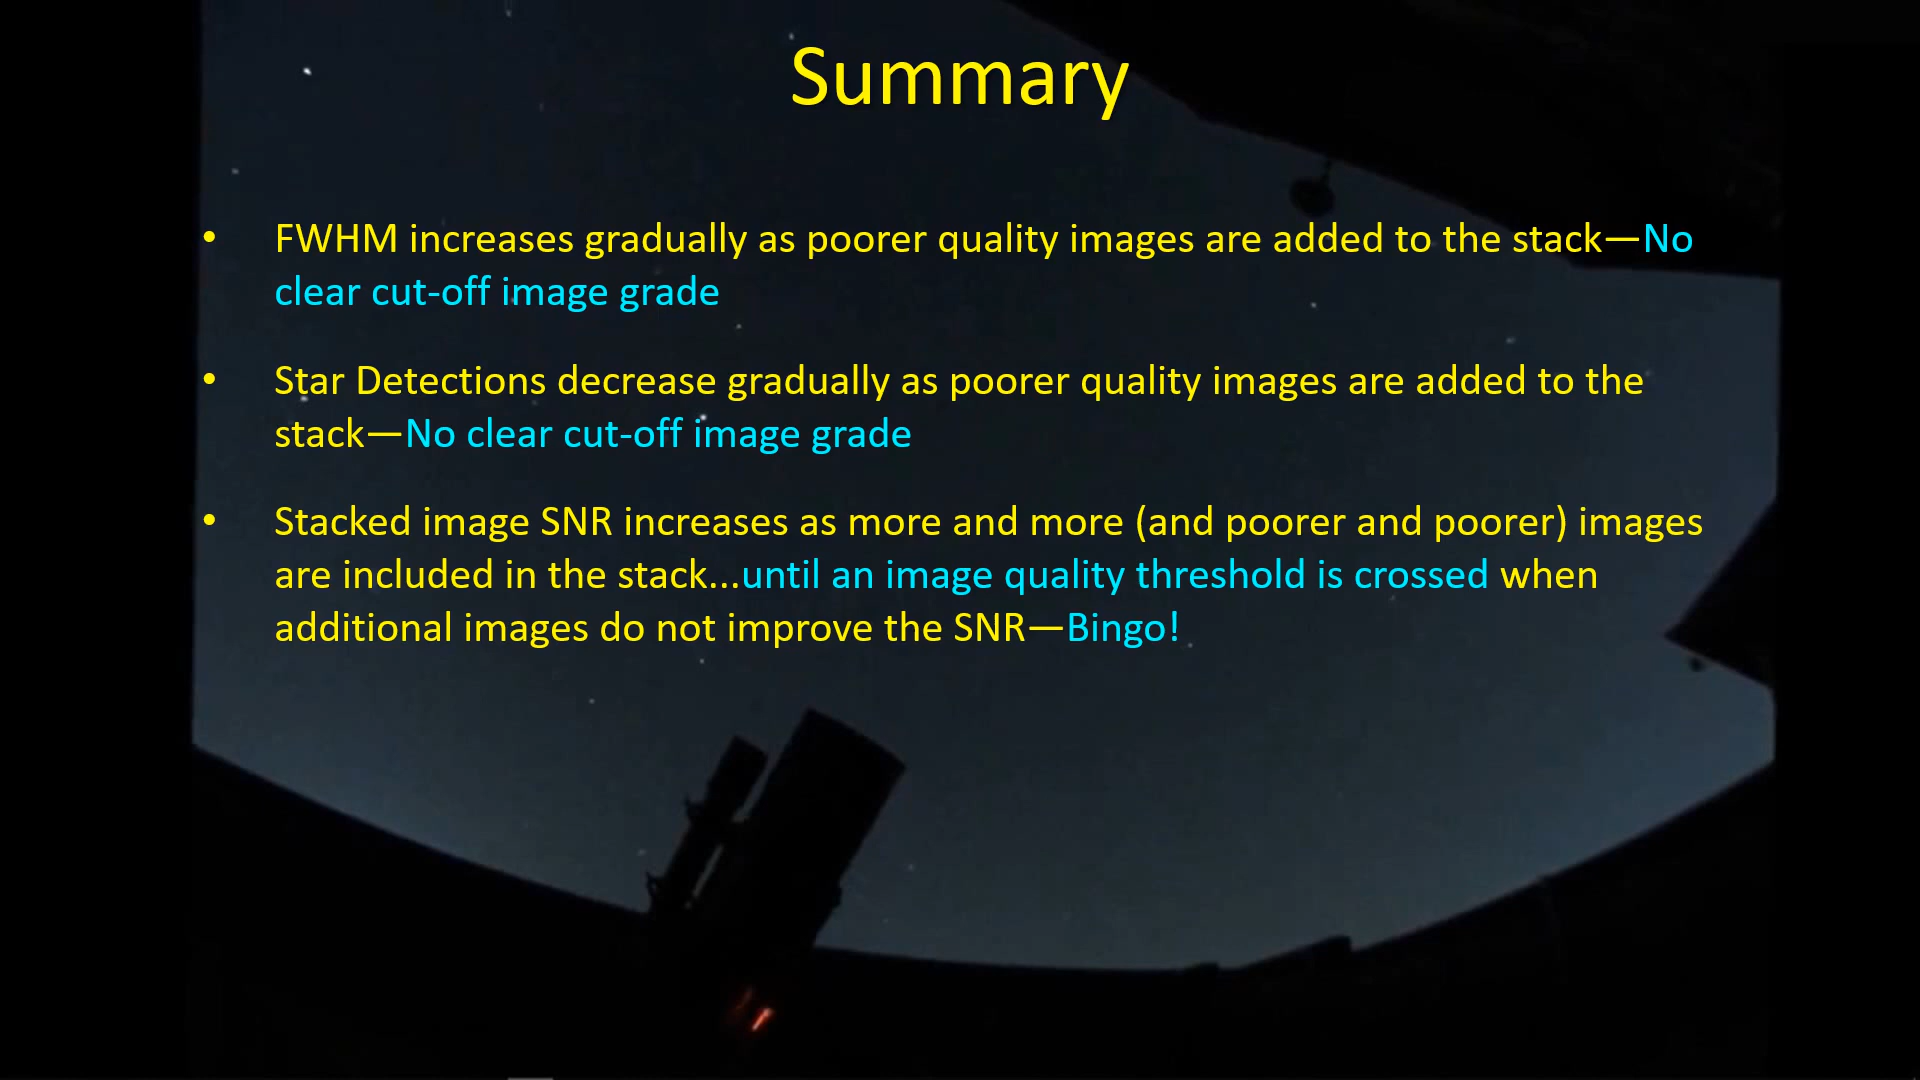 Summary
• FWHM increases gradually as poorer quality images are added to the stack—No
clear cut-off image grade
• Star Detections decrease gradually as poorer quality images are added to the
stack—No clear cut-off image grade
• Stacked image SNR increases as more and more (and poorer and poorer) images
are included in the stack...until an image quality threshold is crossed when
additional images do not improve the SNR—Bingo!